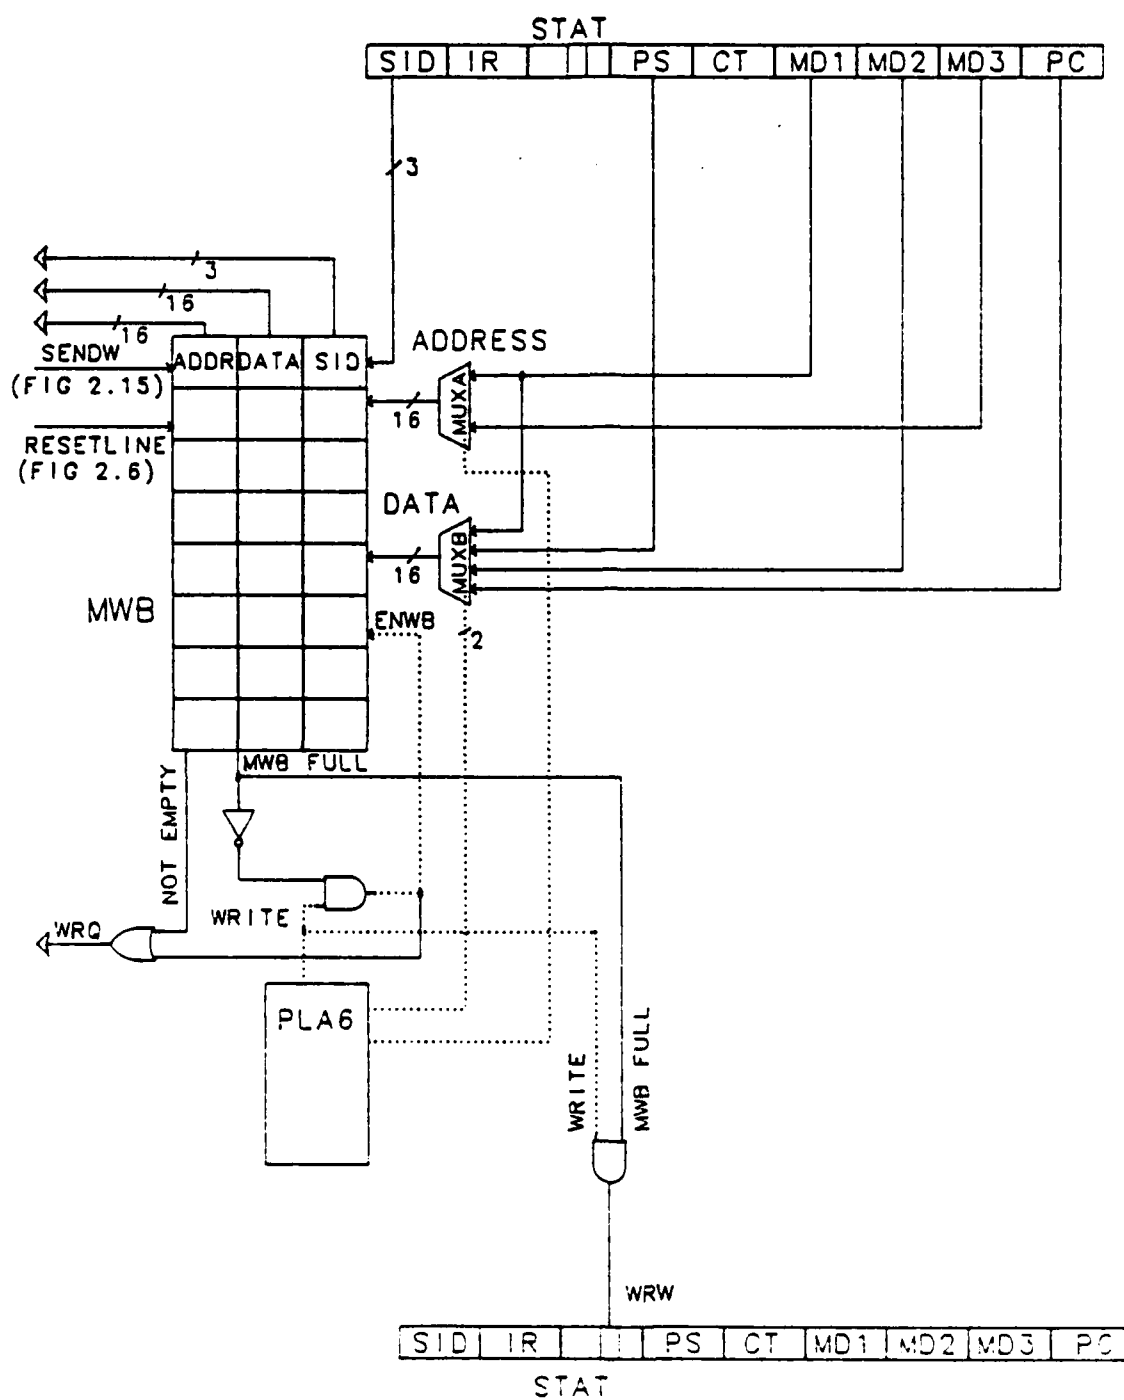 STAT
SID IR PS CT MD1 MD2 MD3 PC
3
3
16
16
SENDW
(FIG 2.15)
ADDR DATA SID
ADDRESS
MUXA
16
RESETLINE
(FIG 2.6)
DATA
MUXB
16
MWB
ENWB
2
MWB FULL
NOT EMPTY
WRITE
WRQ
PLA6
WRITE
MWB FULL
WRW
SID IR PS CT MD1 MD2 MD3 PC
STAT